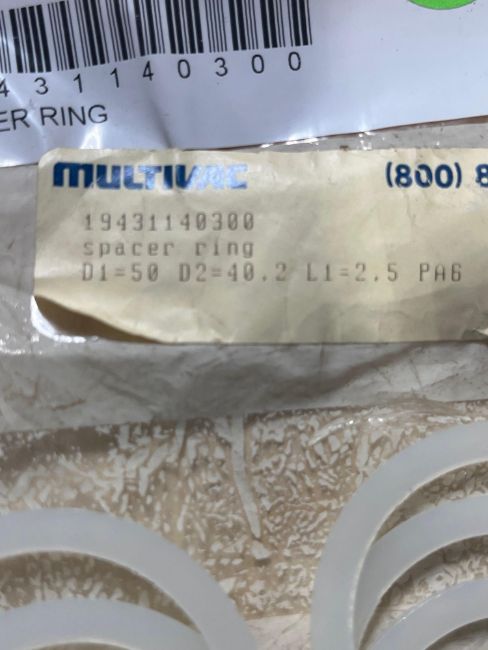 4 3 1 1 4 0 3 0 0
ER RING
MULTIVAC (800) 8
19431140300
spacer ring
D1=50 D2=40.2 L1=2.5 PA6